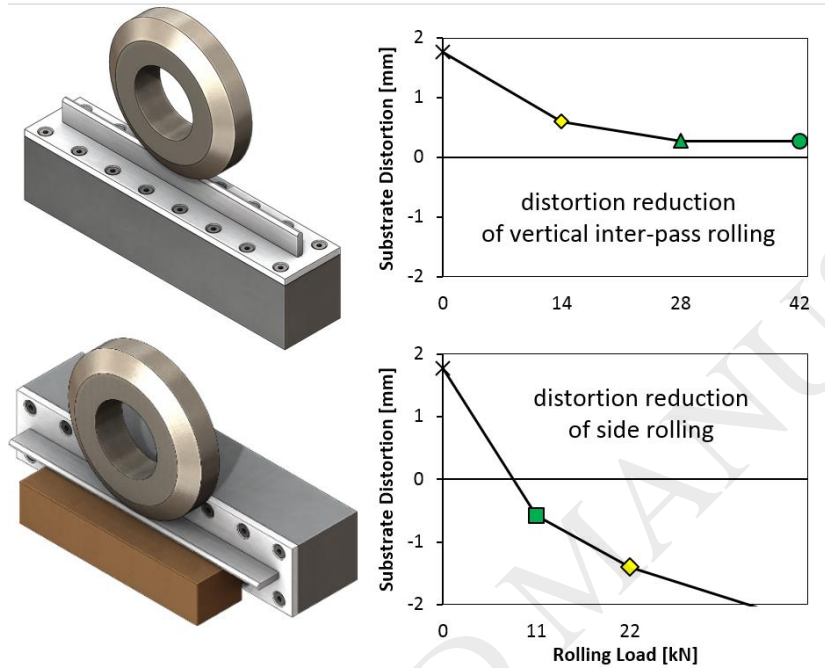 Substrate Distortion [mm]
2
1
0
1
-2
distortion reduction
of vertical inter-pass rolling
0
14
28
42
Substrate Distortion [mm]
2
1
0
-1
-2
distortion reduction
of side rolling
0
11
22
Rolling Load [kN]